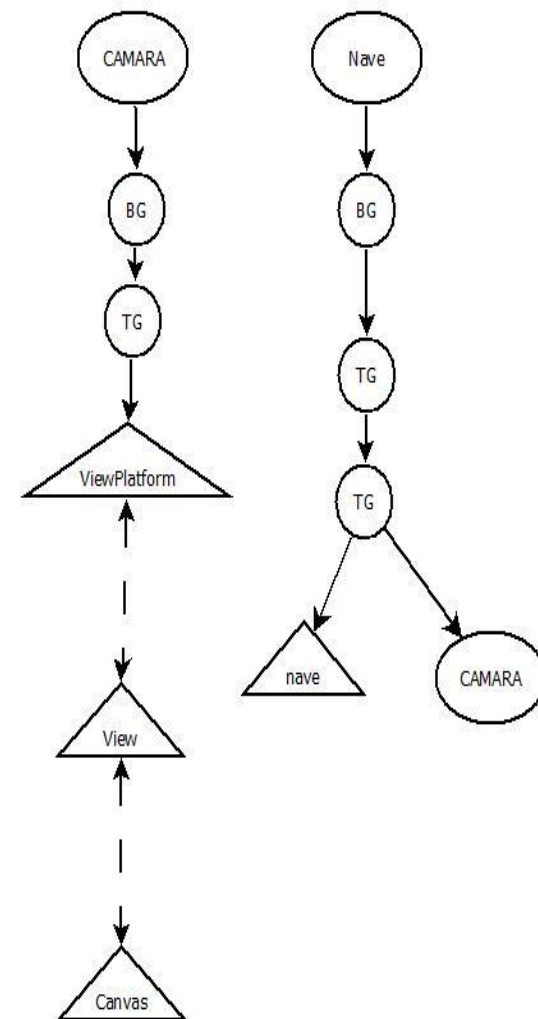 CAMARA
BG
TG
ViewPlatform
View
Canvas
Nave
BG
TG
TG
nave
CAMARA